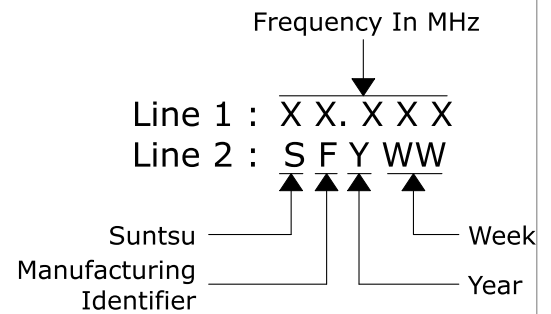 Frequency In MHz
Line 1 : X X. X X X
Line 2 : S F Y WW
Suntsu
Week
Manufacturing
Identifier
Year